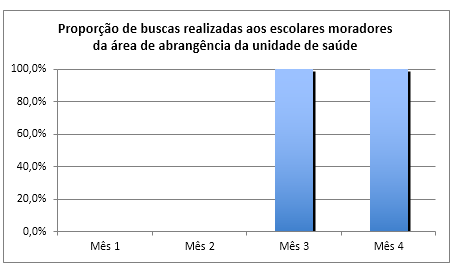 Proporção de buscas realizadas aos escolares moradores
da área de abrangência da unidade de saúde
100,0%
80,0%
60,0%
40,0%
20,0%
0,0%
Mês 1 Mês 2 Mês 3 Mês 4